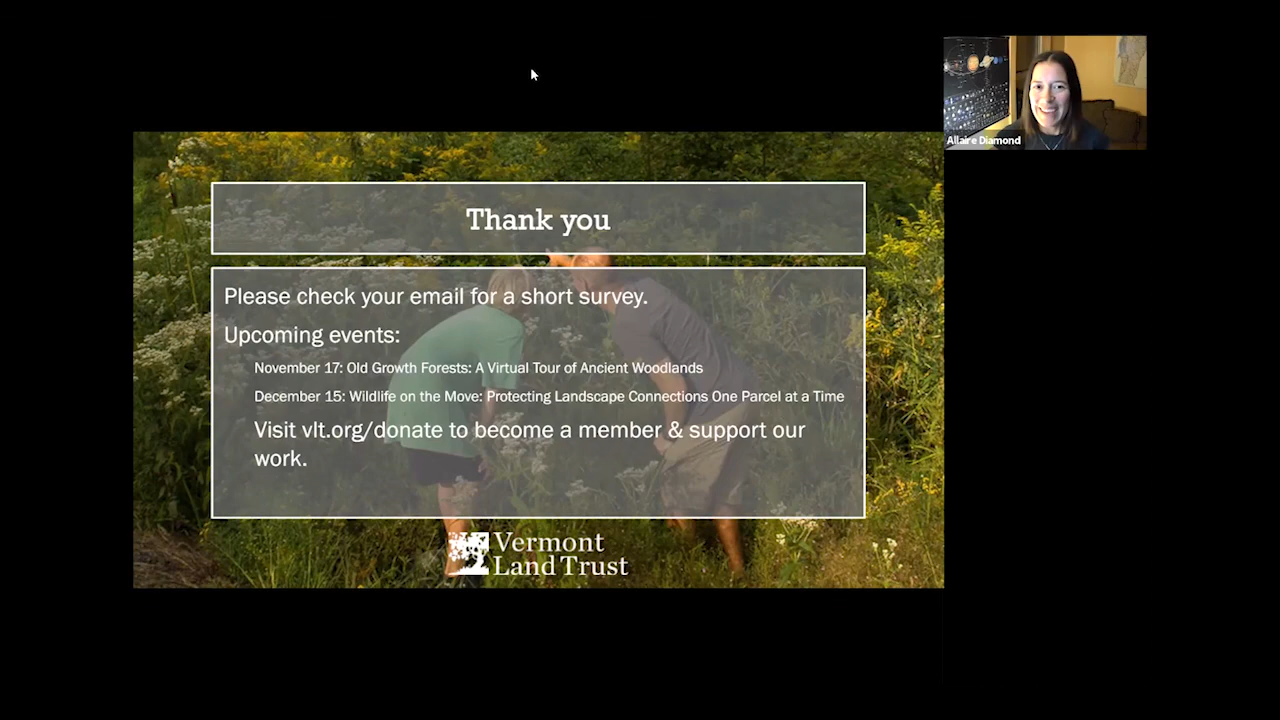 Allaire Diamond
Thank you
Please check your email for a short survey.
Upcoming events:
November 17: Old Growth Forests: A Virtual Tour of Ancient Woodlands
December 15: Wildlife on the Move: Protecting Landscape Connections One Parcel at a Time
Visit vlt.org/donate to become a member & support our
work.
Vermont
Land Trust